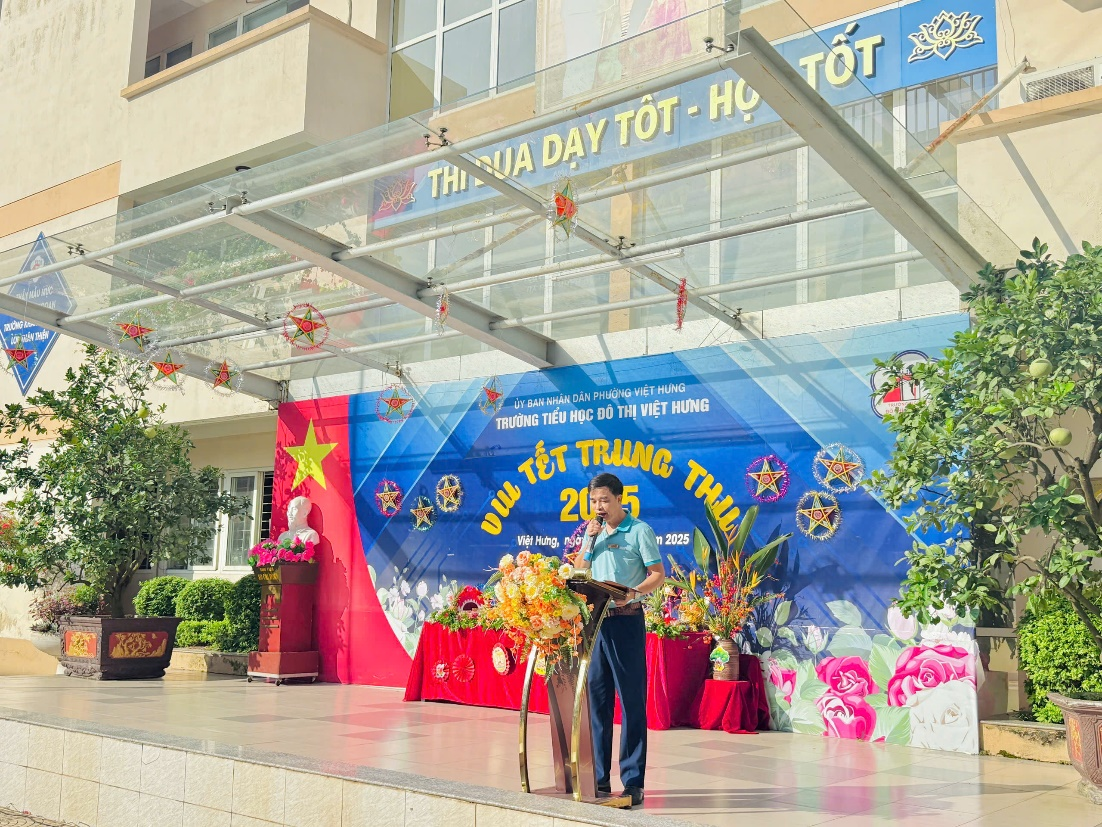 THI ĐUA DẠY TỐT - HỌC TỐT
ỦY BAN NHÂN DÂN PHƯỜNG VIỆT HƯNG
TRƯỜNG TIỂU HỌC ĐÔ THỊ VIỆT HƯNG
VUI TẾT TRUNG THU
2025
Việt Hưng, 2025
TRƯỜNG